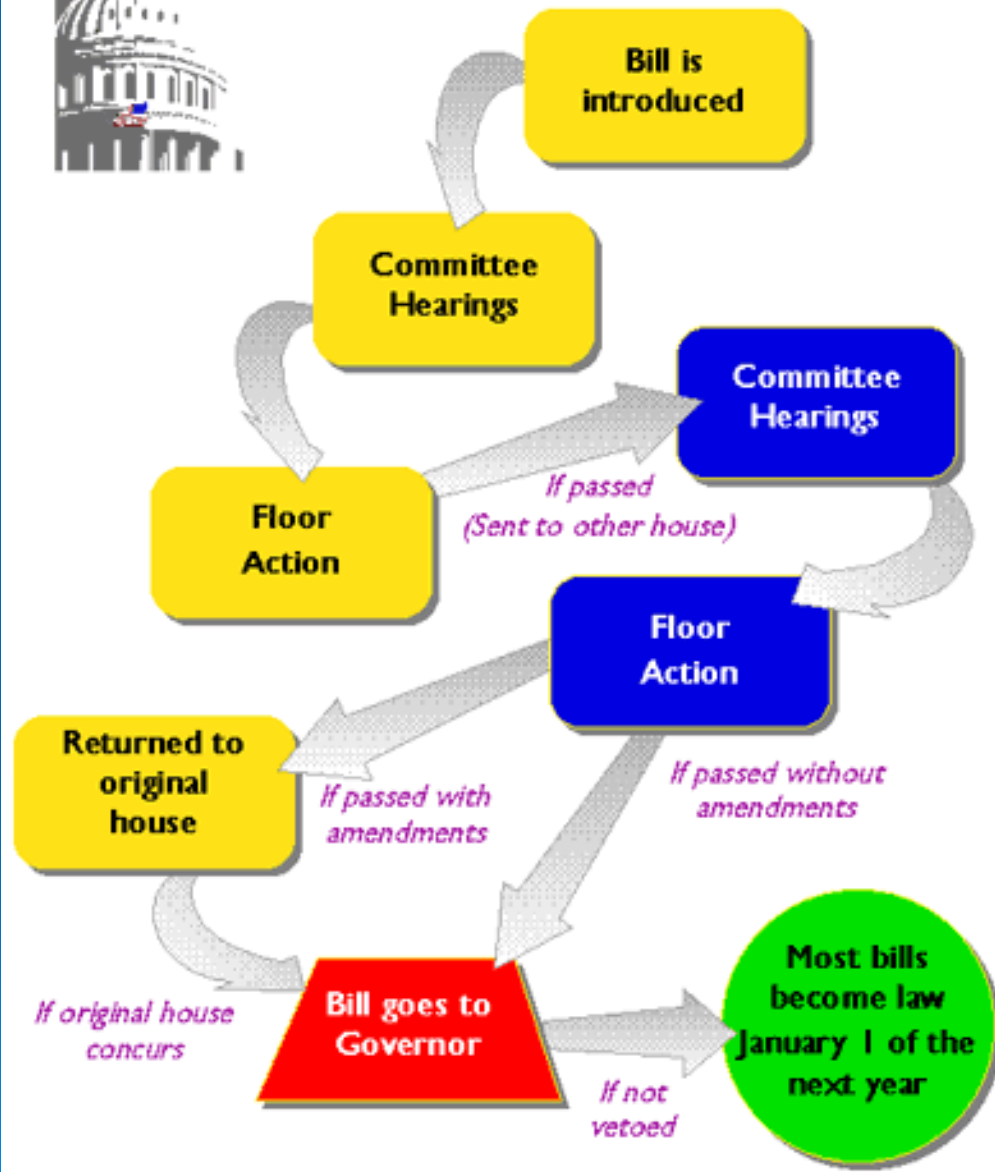 Bill is
introduced
Committee
Hearings
Committee
Hearings
If passed
(Sent to other house)
Floor
Action
Floor
Action
Returned to
original
house
If passed with
amendments
If passed without
amendments
If original house
concurs
Bill goes to
Governor
If not
vetoed
Most bills
become law
January 1 of the
next year